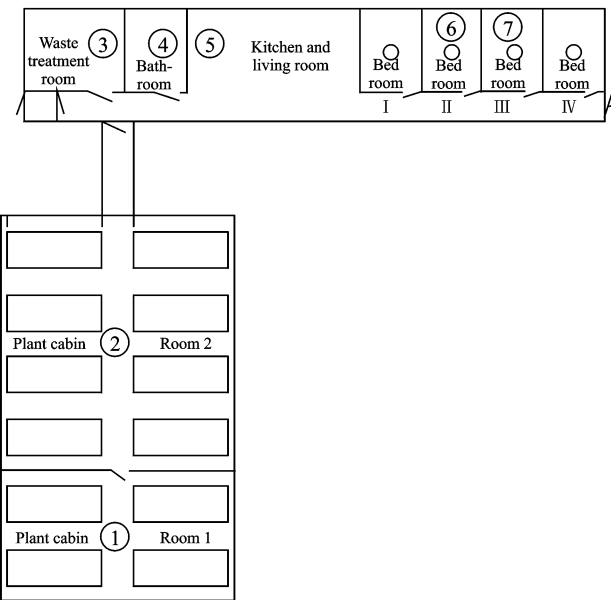 Waste
treatment
room
③
④
Bath-
room
⑤
Kitchen and
living room
Bed
room
I
⑥
Bed
room
II
⑦
Bed
room
III
Bed
room
IV
Plant cabin ② Room 2
Plant cabin ① Room 1